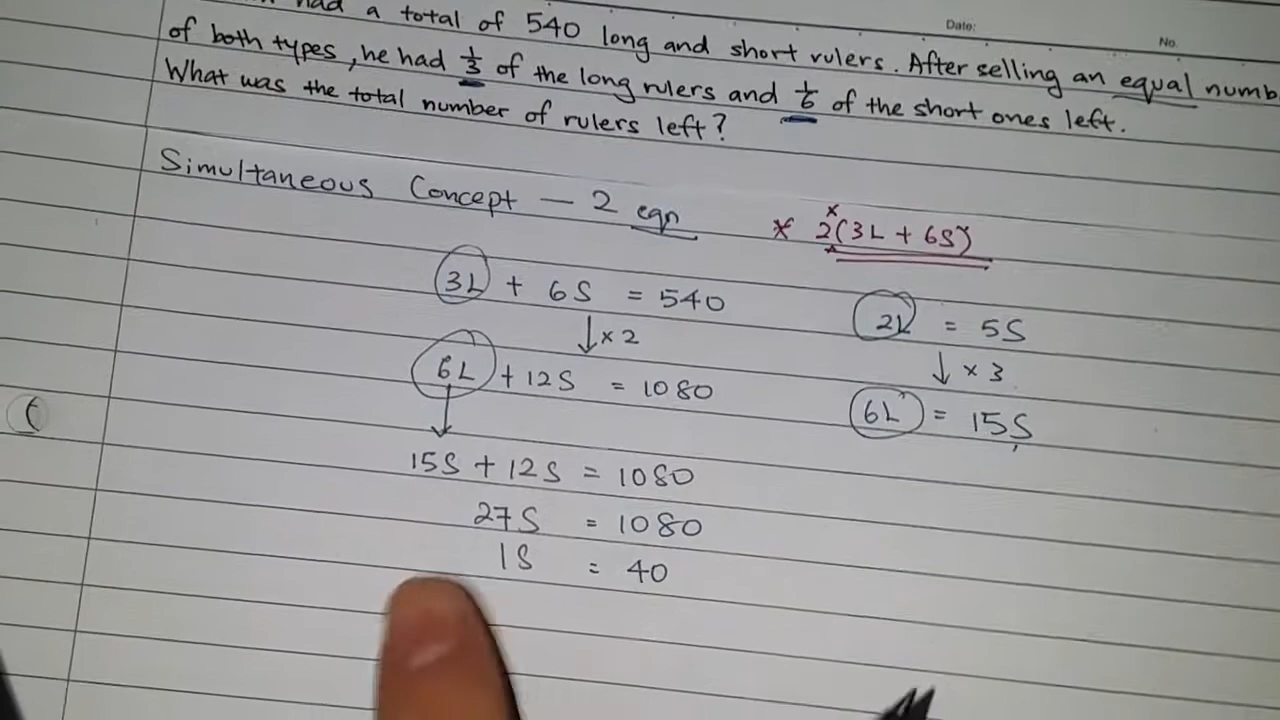 Date:
No.
had a total of 540 long and short rulers. After selling an equal numb
of both types, he had 1/3 of the long rulers and 1/6 of the short ones left.
What was the total number of rulers left?
Simultaneous Concept — 2 eqn
* 2(3L + 6S)
3L + 6S = 540
2L = 5S
↓ × 2
↓ × 3
6L + 12S = 1080
6L = 15S
15S + 12S = 1080
27S = 1080
1S = 40